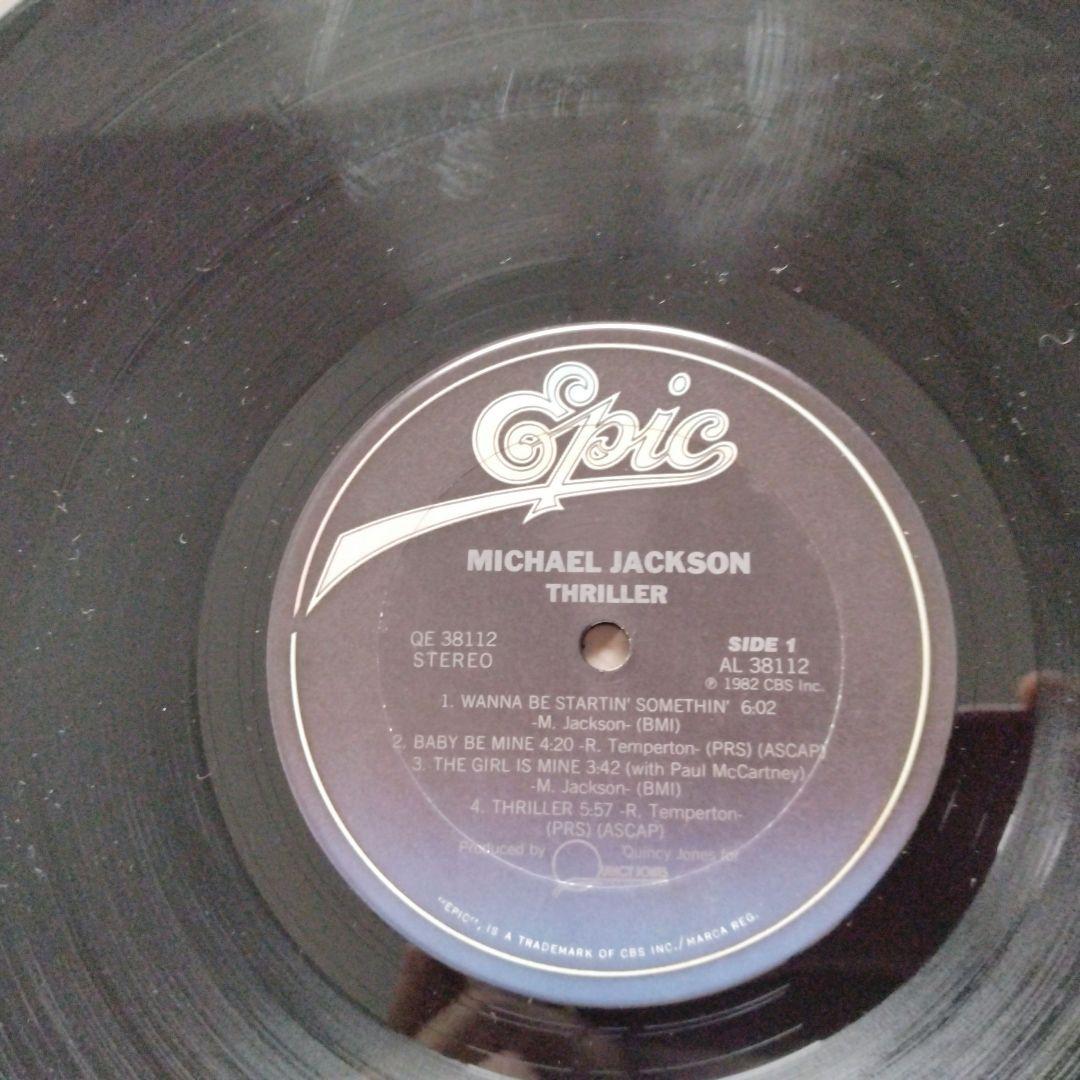 Epic
MICHAEL JACKSON
THRILLER
QE 38112
STEREO
SIDE 1
AL 38112
℗ 1982 CBS Inc.
1. WANNA BE STARTIN' SOMETHIN' 6:02
-M. Jackson- (BMI)
2. BABY BE MINE 4:20 -R. Temperton- (PRS) (ASCAP)
3. THE GIRL IS MINE 3:42 (with Paul McCartney)
-M. Jackson- (BMI)
4. THRILLER 5:57 -R. Temperton-
(PRS) (ASCAP)
Produced by Quincy Jones for
"EPIC", IS A TRADEMARK OF CBS INC./MARCA REG.